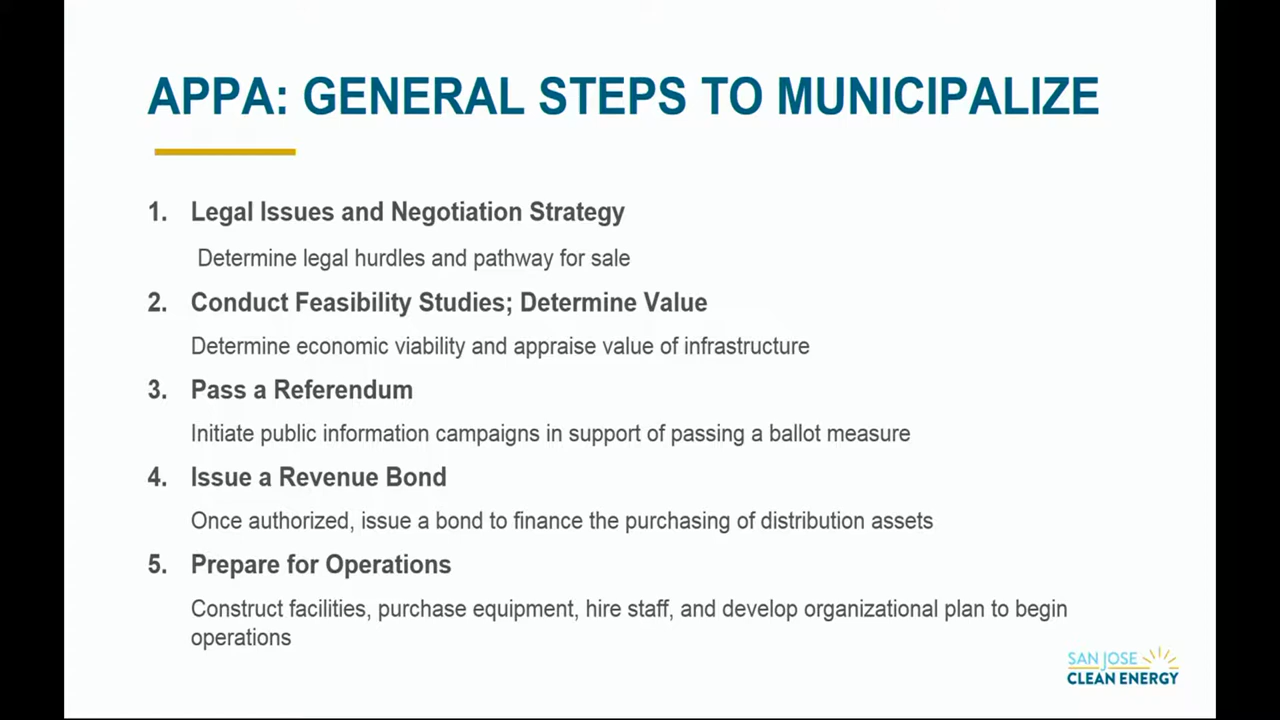 APPA: GENERAL STEPS TO MUNICIPALIZE
1. Legal Issues and Negotiation Strategy
Determine legal hurdles and pathway for sale
2. Conduct Feasibility Studies; Determine Value
Determine economic viability and appraise value of infrastructure
3. Pass a Referendum
Initiate public information campaigns in support of passing a ballot measure
4. Issue a Revenue Bond
Once authorized, issue a bond to finance the purchasing of distribution assets
5. Prepare for Operations
Construct facilities, purchase equipment, hire staff, and develop organizational plan to begin
operations
SAN JOSE
CLEAN ENERGY